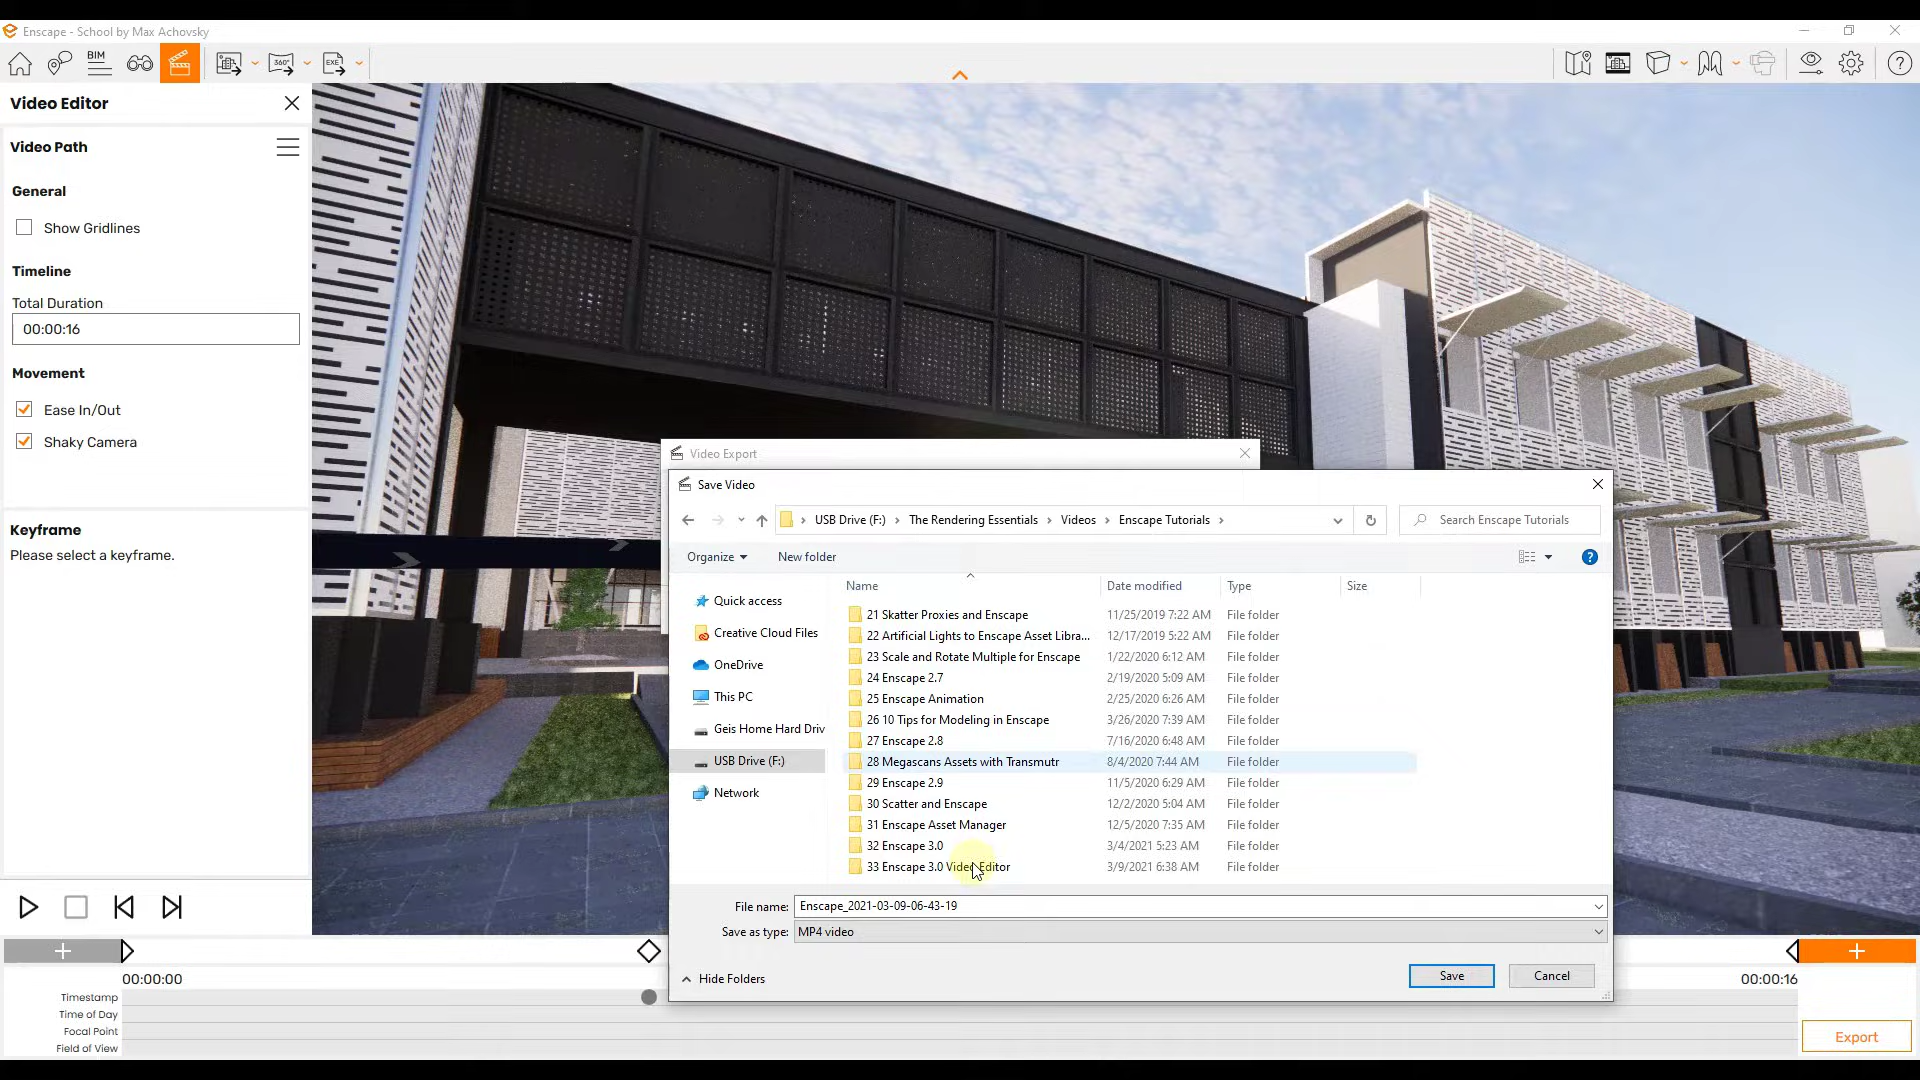 Enscape - School by Max Achovsky
BIM
360°
EXE
Video Editor
Video Path
General
Show Gridlines
Timeline
Total Duration
00:00:16
Movement
Ease In/Out
Shaky Camera
Keyframe
Please select a keyframe.
Video Export
Save Video
USB Drive (F:) > The Rendering Essentials > Videos > Enscape Tutorials >
Search Enscape Tutorials
Organize
New folder
Name Date modified Type Size
Quick access
Creative Cloud Files
OneDrive
This PC
Geis Home Hard Driv
USB Drive (F:)
Network
21 Skatter Proxies and Enscape 11/25/2019 7:22 AM File folder
22 Artificial Lights to Enscape Asset Libra... 12/17/2019 5:22 AM File folder
23 Scale and Rotate Multiple for Enscape 1/22/2020 6:12 AM File folder
24 Enscape 2.7 2/19/2020 5:09 AM File folder
25 Enscape Animation 2/25/2020 6:26 AM File folder
26 10 Tips for Modeling in Enscape 3/26/2020 7:39 AM File folder
27 Enscape 2.8 7/16/2020 6:48 AM File folder
28 Megascans Assets with Transmutr 8/4/2020 7:44 AM File folder
29 Enscape 2.9 11/5/2020 6:29 AM File folder
30 Scatter and Enscape 12/2/2020 5:04 AM File folder
31 Enscape Asset Manager 12/5/2020 7:35 AM File folder
32 Enscape 3.0 3/4/2021 5:23 AM File folder
33 Enscape 3.0 Video Editor 3/9/2021 6:38 AM File folder
File name: Enscape_2021-03-09-06-43-19
Save as type: MP4 video
Hide Folders
Save
Cancel
00:00:00
00:00:16
Timestamp
Time of Day
Focal Point
Field of View
Export